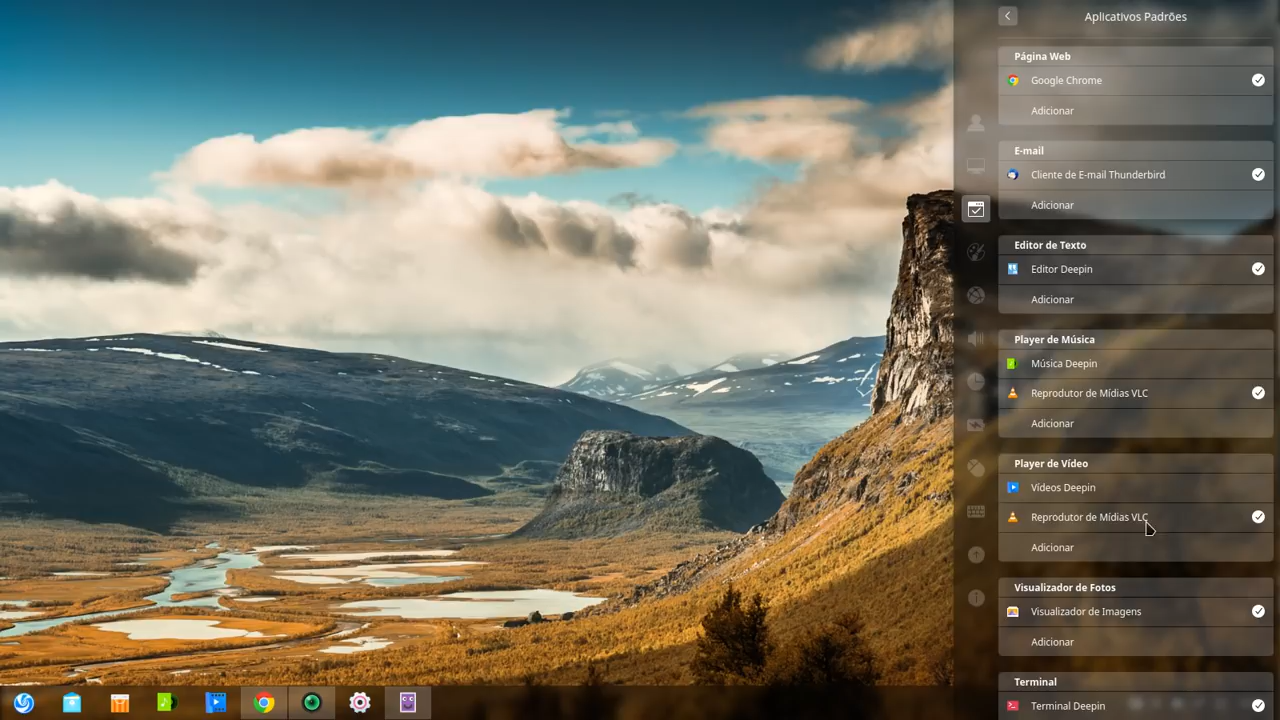 Aplicativos Padrões
Página Web
Google Chrome
Adicionar
E-mail
Cliente de E-mail Thunderbird
Adicionar
Editor de Texto
Editor Deepin
Adicionar
Player de Música
Música Deepin
Reprodutor de Mídias VLC
Adicionar
Player de Vídeo
Vídeos Deepin
Reprodutor de Mídias VLC
Adicionar
Visualizador de Fotos
Visualizador de Imagens
Adicionar
Terminal
Terminal Deepin